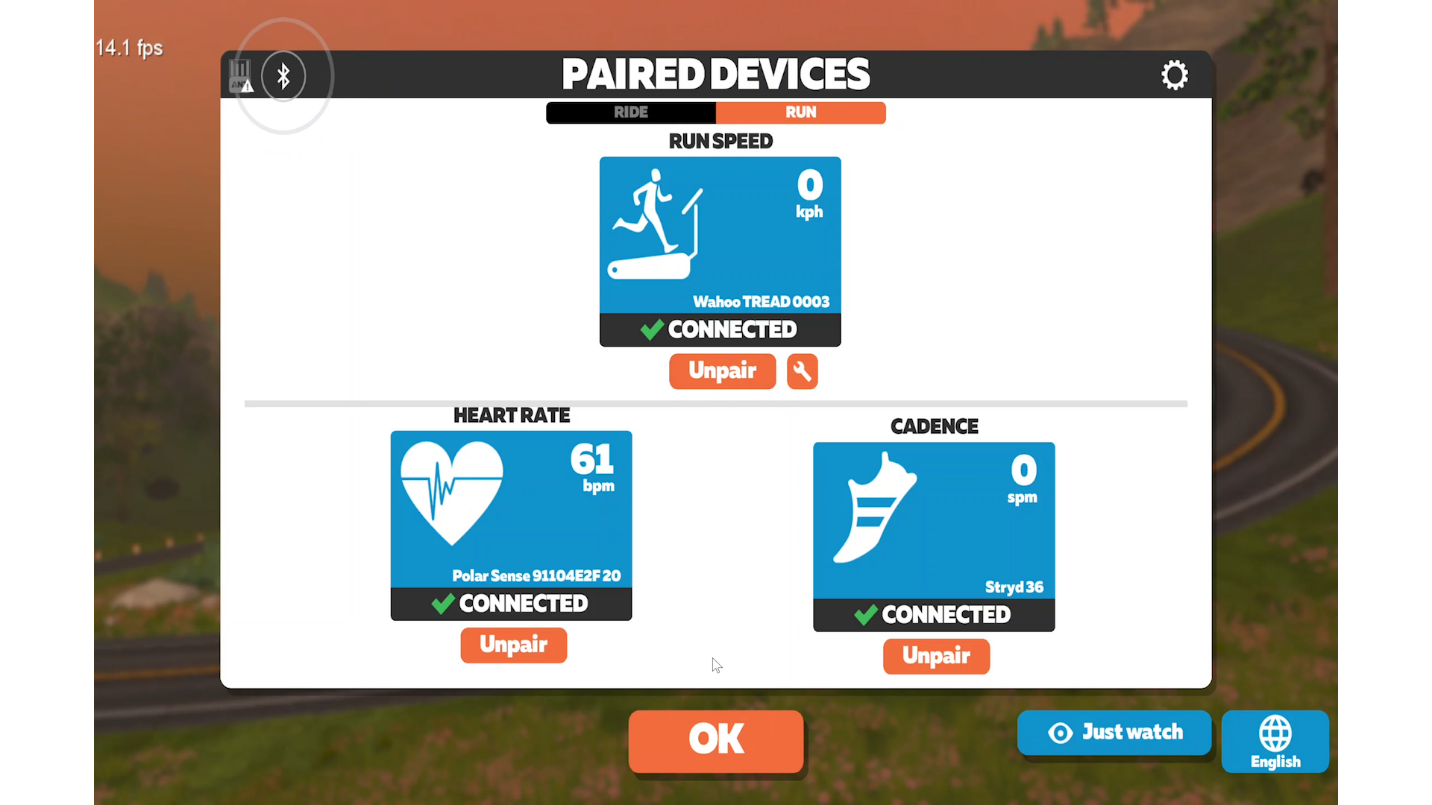 14.1 fps
ANT
PAIRED DEVICES
RIDE
RUN
RUN SPEED
0
kph
Wahoo TREAD 0003
CONNECTED
Unpair
HEART RATE
61
bpm
Polar Sense 91104E2F 20
CONNECTED
Unpair
CADENCE
0
spm
Stryd 36
CONNECTED
Unpair
OK
Just watch
English